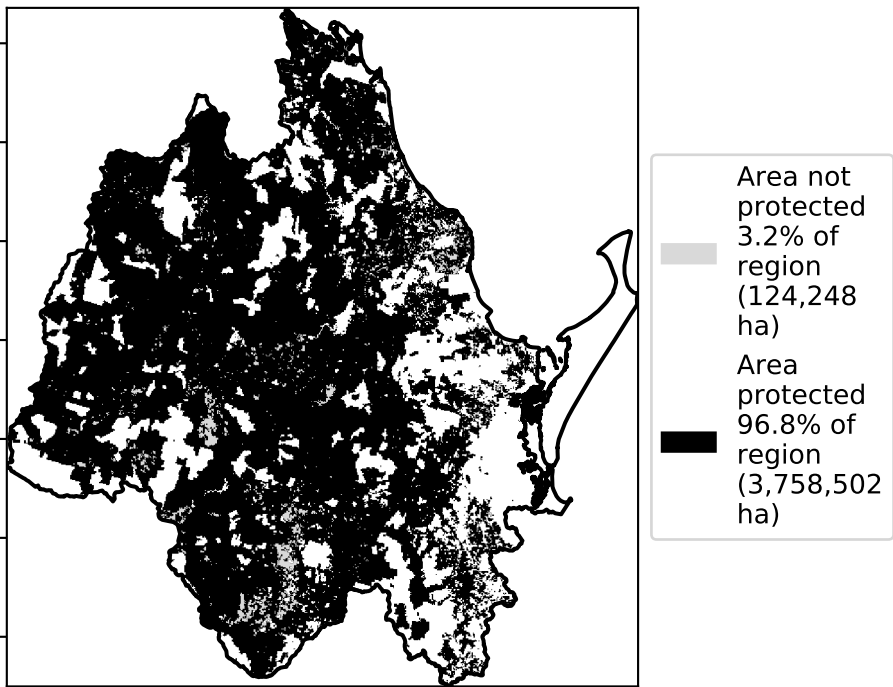 Area not
protected
3.2% of
region
(124,248
ha)
Area
protected
96.8% of
region
(3,758,502
ha)